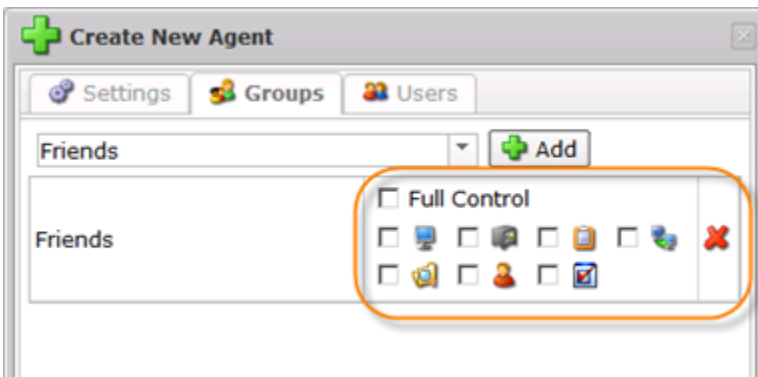 Create New Agent
Settings Groups Users
Friends Add
Full Control
Friends